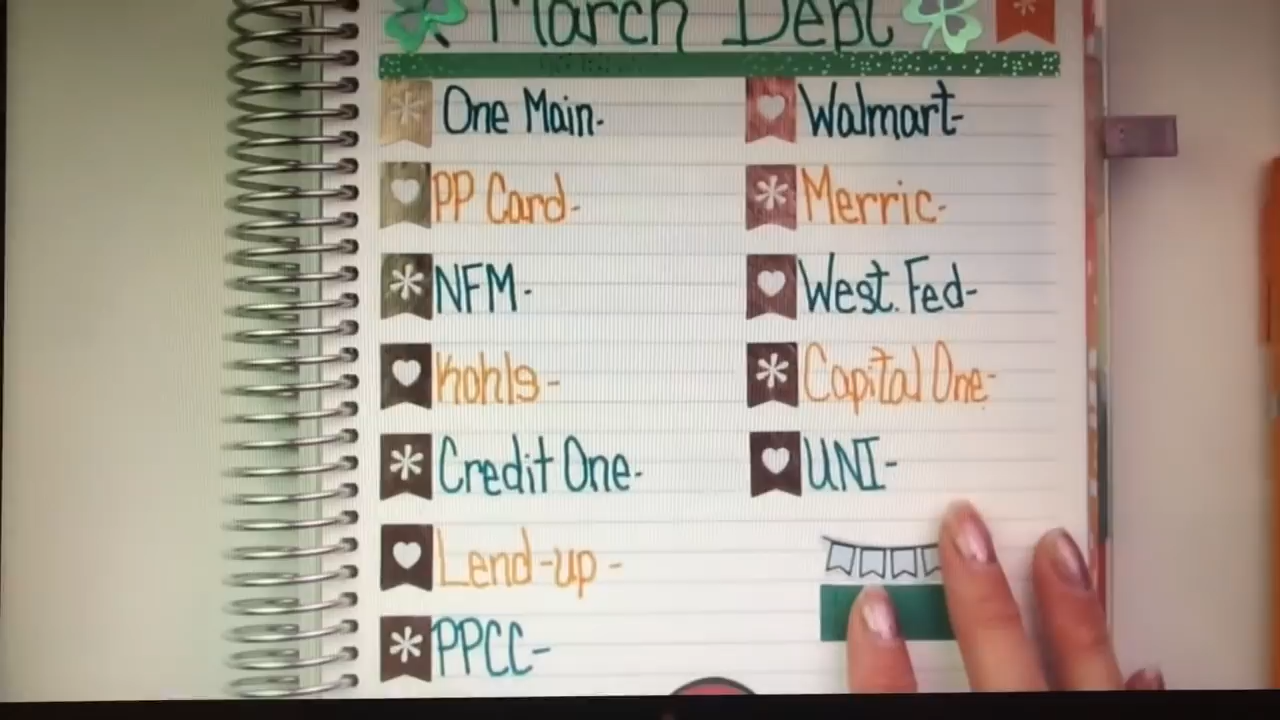 March Debt
One Main-
PP Card-
NFM-
Kohls-
Credit One-
Lend-up -
PPCC-
Walmart-
Merric-
West. Fed-
Capital One-
UNI-